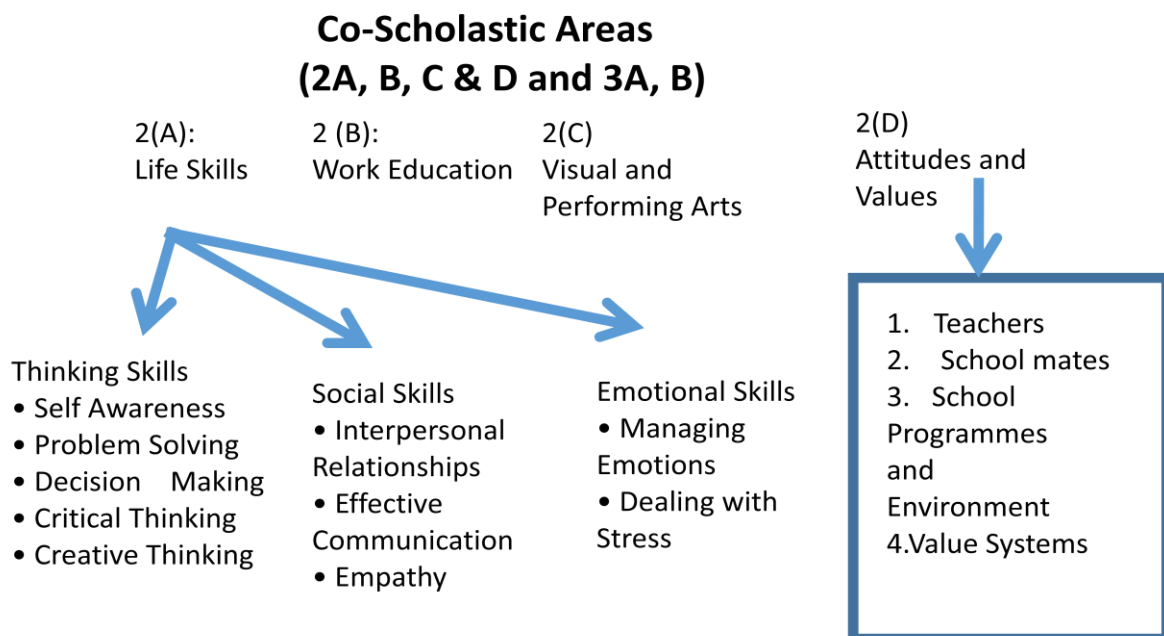 Co-Scholastic Areas
(2A, B, C & D and 3A, B)
2(A):
Life Skills
2 (B):
Work Education
2(C)
Visual and
Performing Arts
2(D)
Attitudes and
Values
Thinking Skills
• Self Awareness
• Problem Solving
• Decision Making
• Critical Thinking
• Creative Thinking
Social Skills
• Interpersonal
Relationships
• Effective
Communication
• Empathy
Emotional Skills
• Managing
Emotions
• Dealing with
Stress
1. Teachers
2. School mates
3. School
Programmes
and
Environment
4.Value Systems